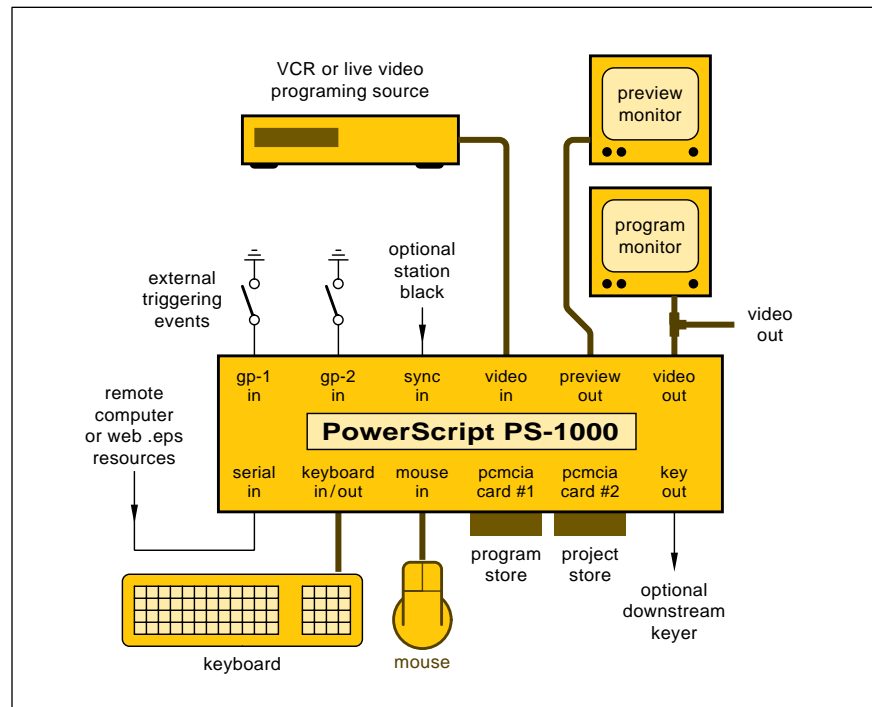 VCR or live video
programing source
preview
monitor
program
monitor
optional
station
black
external
triggering
events
video
out
gp-1
in
gp-2
in
sync
in
video
in
preview
out
video
out
remote
computer
or web .eps
resources
PowerScript PS-1000
serial
in
keyboard
in/out
mouse
in
pcmcia
card #1
pcmcia
card #2
key
out
program
store
project
store
optional
downstream
keyer
keyboard
mouse